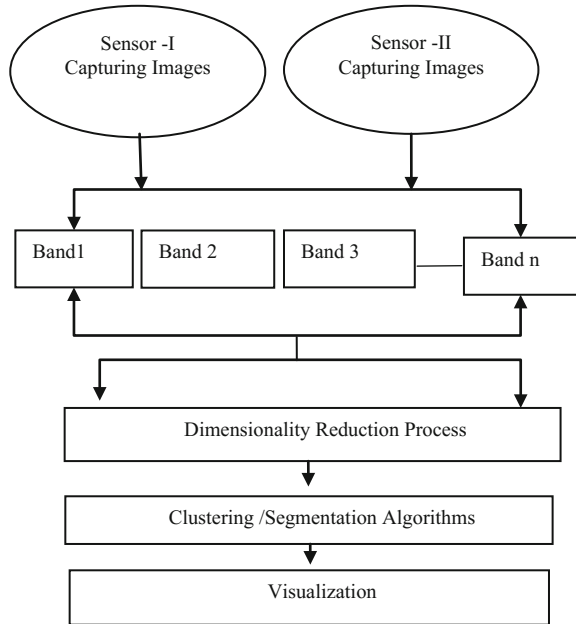 Sensor -I
Capturing Images
Sensor -II
Capturing Images
Band1
Band 2
Band 3
Band n
Dimensionality Reduction Process
Clustering /Segmentation Algorithms
Visualization